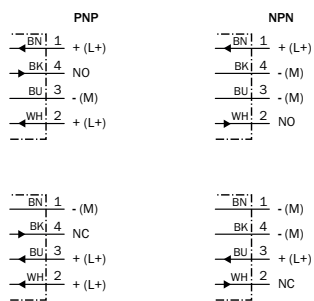 PNP NPN
BN 1 + (L+) BN 1 + (L+)
BK 4 NO BK 4 - (M)
BU 3 - (M) BU 3 - (M)
WH 2 + (L+) WH 2 NO
BN 1 - (M) BN 1 - (M)
BK 4 NC BK 4 - (M)
BU 3 + (L+) BU 3 + (L+)
WH 2 + (L+) WH 2 NC